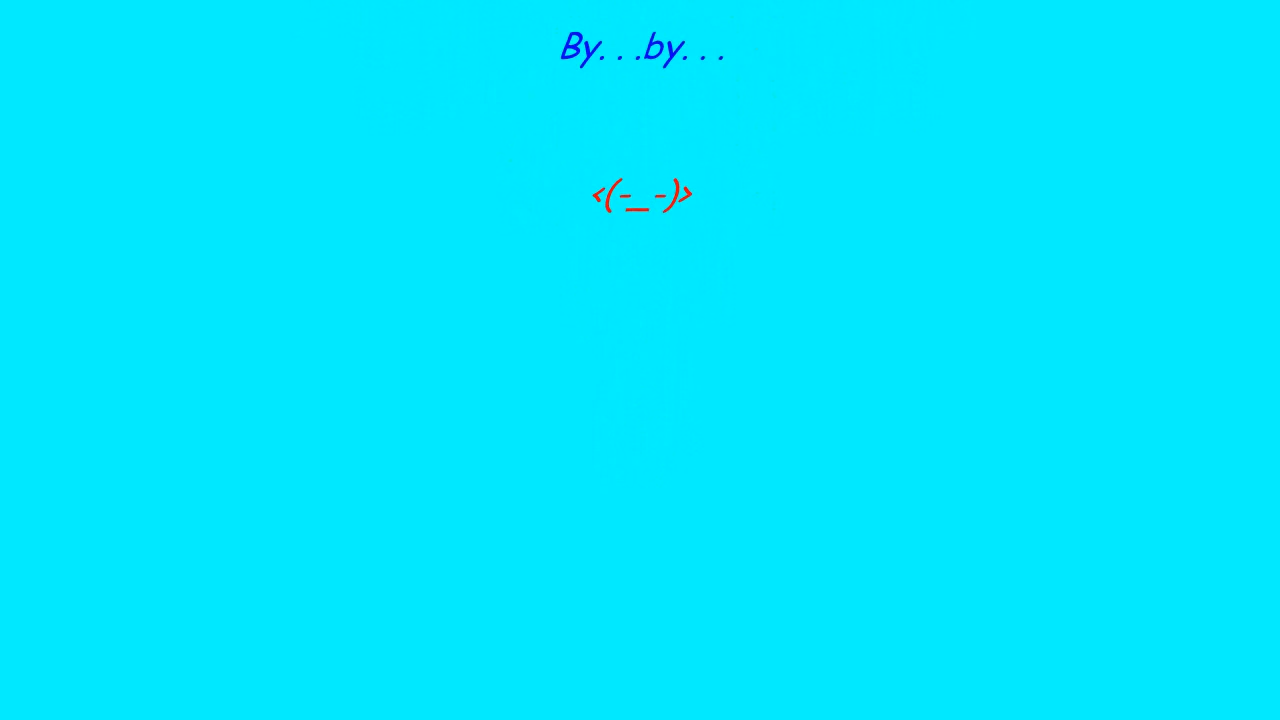 By. . .by. . .
<(-_-)>